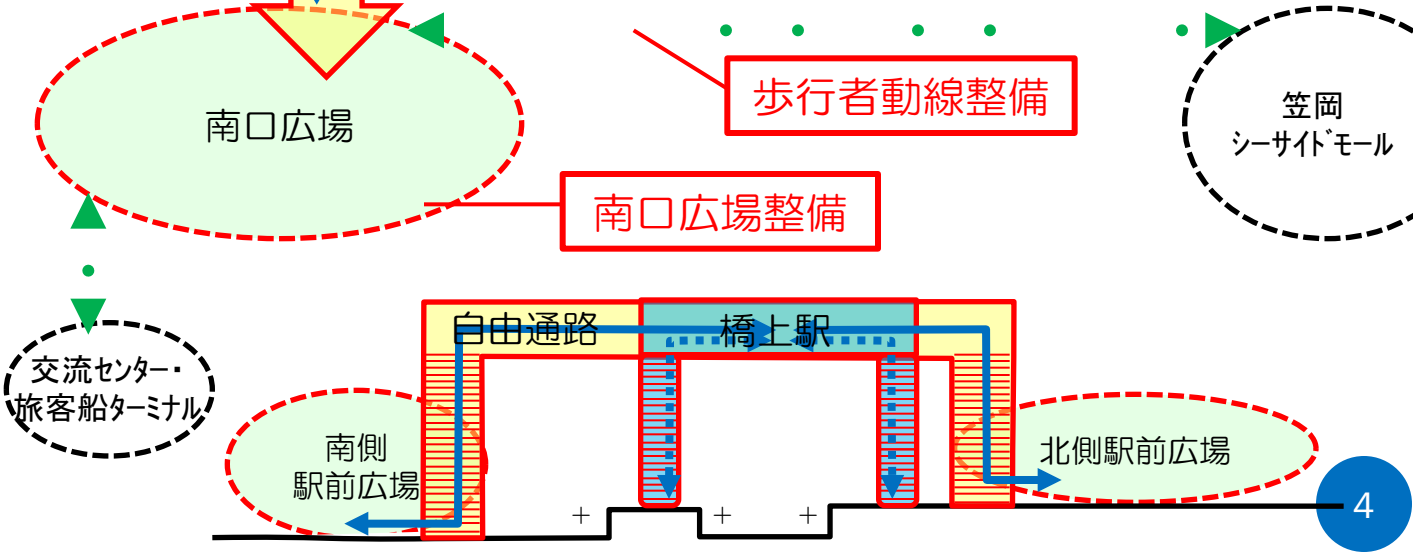 歩行者動線整備
南口広場
笠岡
シーサイドモール
南口広場整備
自由通路
橋上駅
交流センター・
旅客船ターミナル
南側
駅前広場
北側駅前広場
4